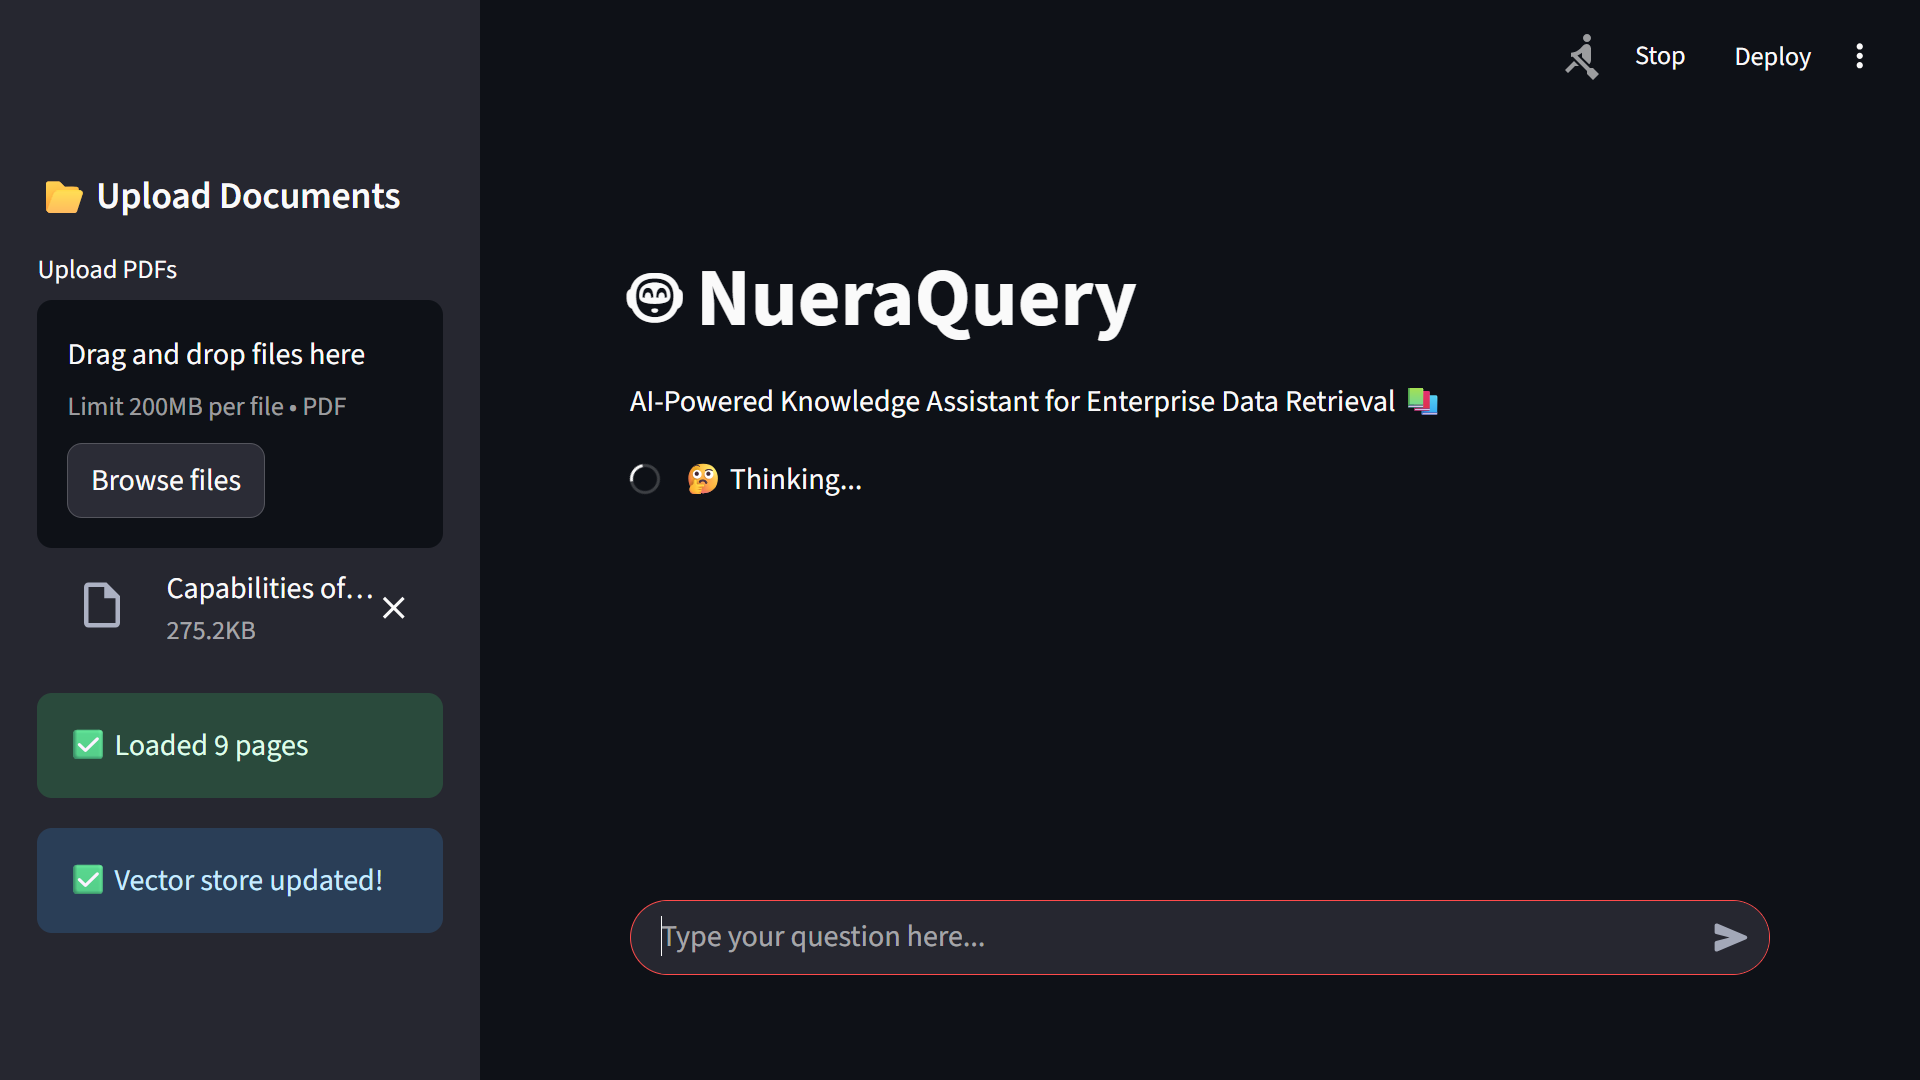 Stop
Deploy
📂 Upload Documents
Upload PDFs
Drag and drop files here
Limit 200MB per file • PDF
Browse files
Capabilities of...
275.2KB
✅ Loaded 9 pages
✅ Vector store updated!
NueraQuery
AI-Powered Knowledge Assistant for Enterprise Data Retrieval 📚
🤔 Thinking...
Type your question here...